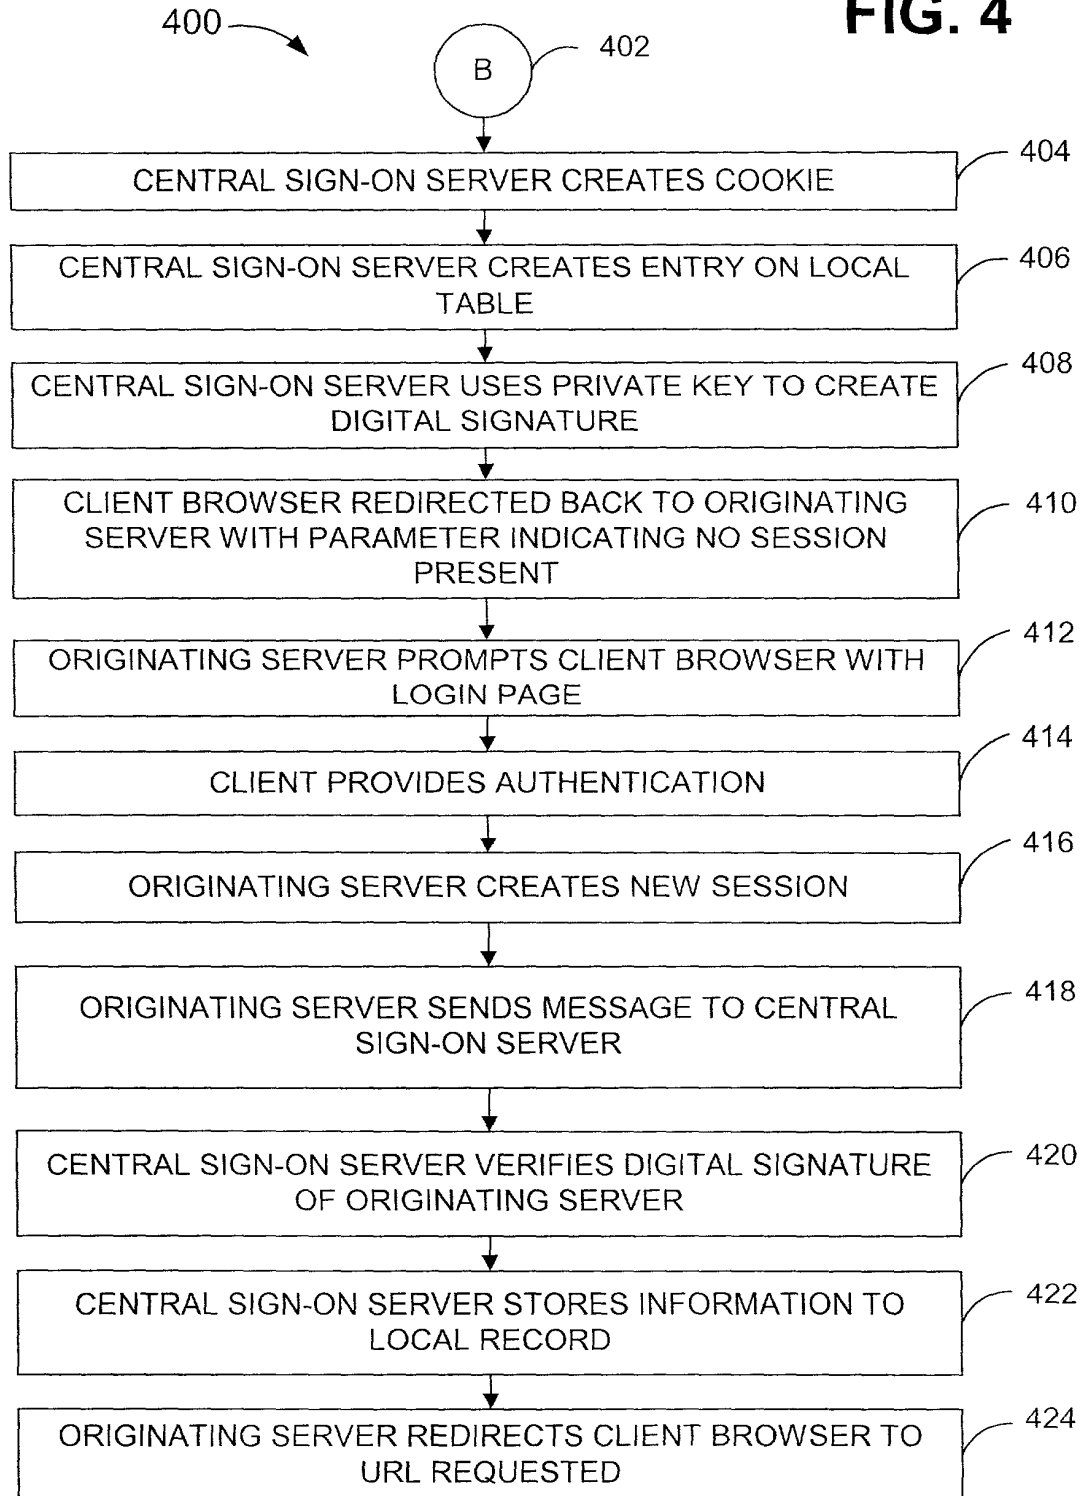 FIG. 4
400
402
B
404
CENTRAL SIGN-ON SERVER CREATES COOKIE
406
CENTRAL SIGN-ON SERVER CREATES ENTRY ON LOCAL
TABLE
408
CENTRAL SIGN-ON SERVER USES PRIVATE KEY TO CREATE
DIGITAL SIGNATURE
410
CLIENT BROWSER REDIRECTED BACK TO ORIGINATING
SERVER WITH PARAMETER INDICATING NO SESSION
PRESENT
412
ORIGINATING SERVER PROMPTS CLIENT BROWSER WITH
LOGIN PAGE
414
CLIENT PROVIDES AUTHENTICATION
416
ORIGINATING SERVER CREATES NEW SESSION
418
ORIGINATING SERVER SENDS MESSAGE TO CENTRAL
SIGN-ON SERVER
420
CENTRAL SIGN-ON SERVER VERIFIES DIGITAL SIGNATURE
OF ORIGINATING SERVER
422
CENTRAL SIGN-ON SERVER STORES INFORMATION TO
LOCAL RECORD
424
ORIGINATING SERVER REDIRECTS CLIENT BROWSER TO
URL REQUESTED